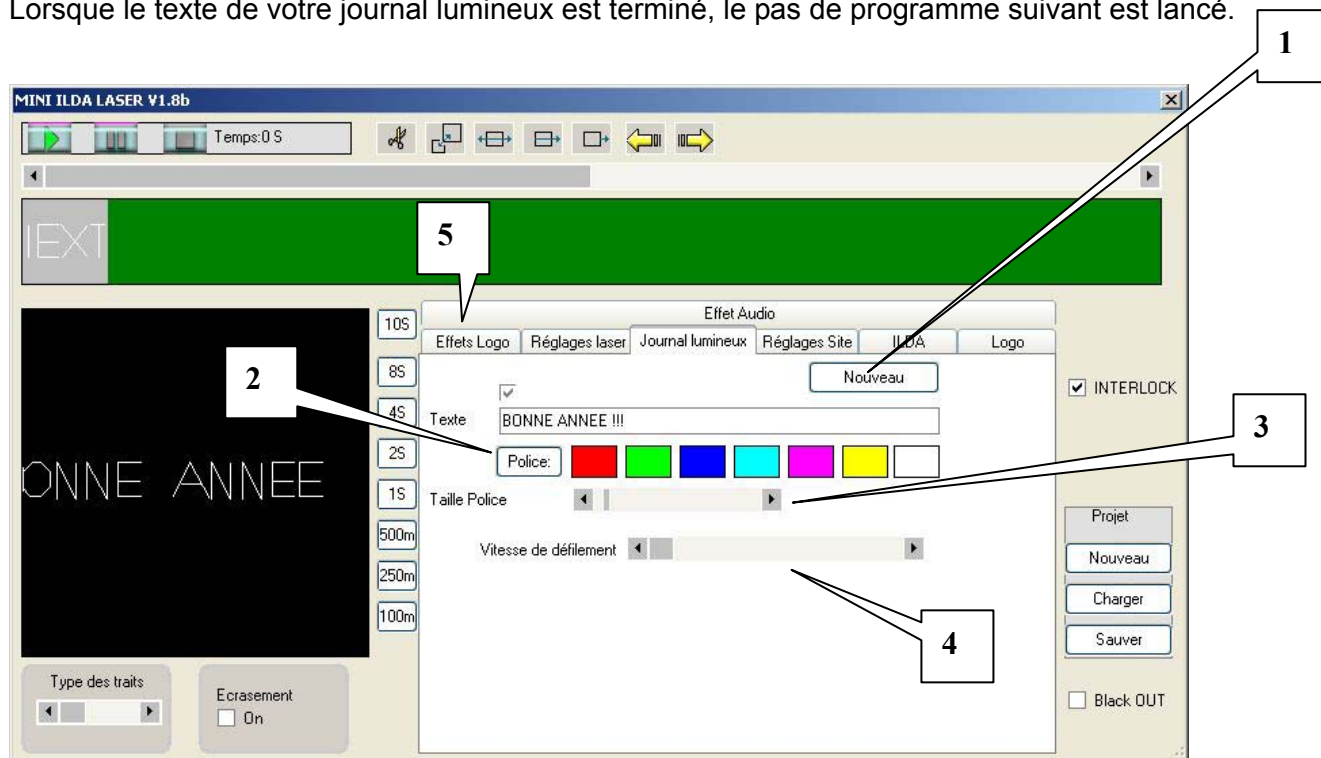 Lorsque le texte de votre journal lumineux est terminé, le pas de programme suivant est lancé.
1
MINI ILDA LASER V1.8b
Temps:0 S
TEXT
5
Effet Audio
Effets Logo Réglages laser Journal lumineux Réglages Site ILDA Logo
10S
8S
4S
2S
1S
500m
250m
100m
2
Nouveau
INTERLOCK
Texte BONNE ANNEE !!!
3
Police:
ONNE ANNEE
Taille Police
Vitesse de défilement
4
Projet
Nouveau
Charger
Sauver
Type des traits
Ecrasement
On
Black OUT